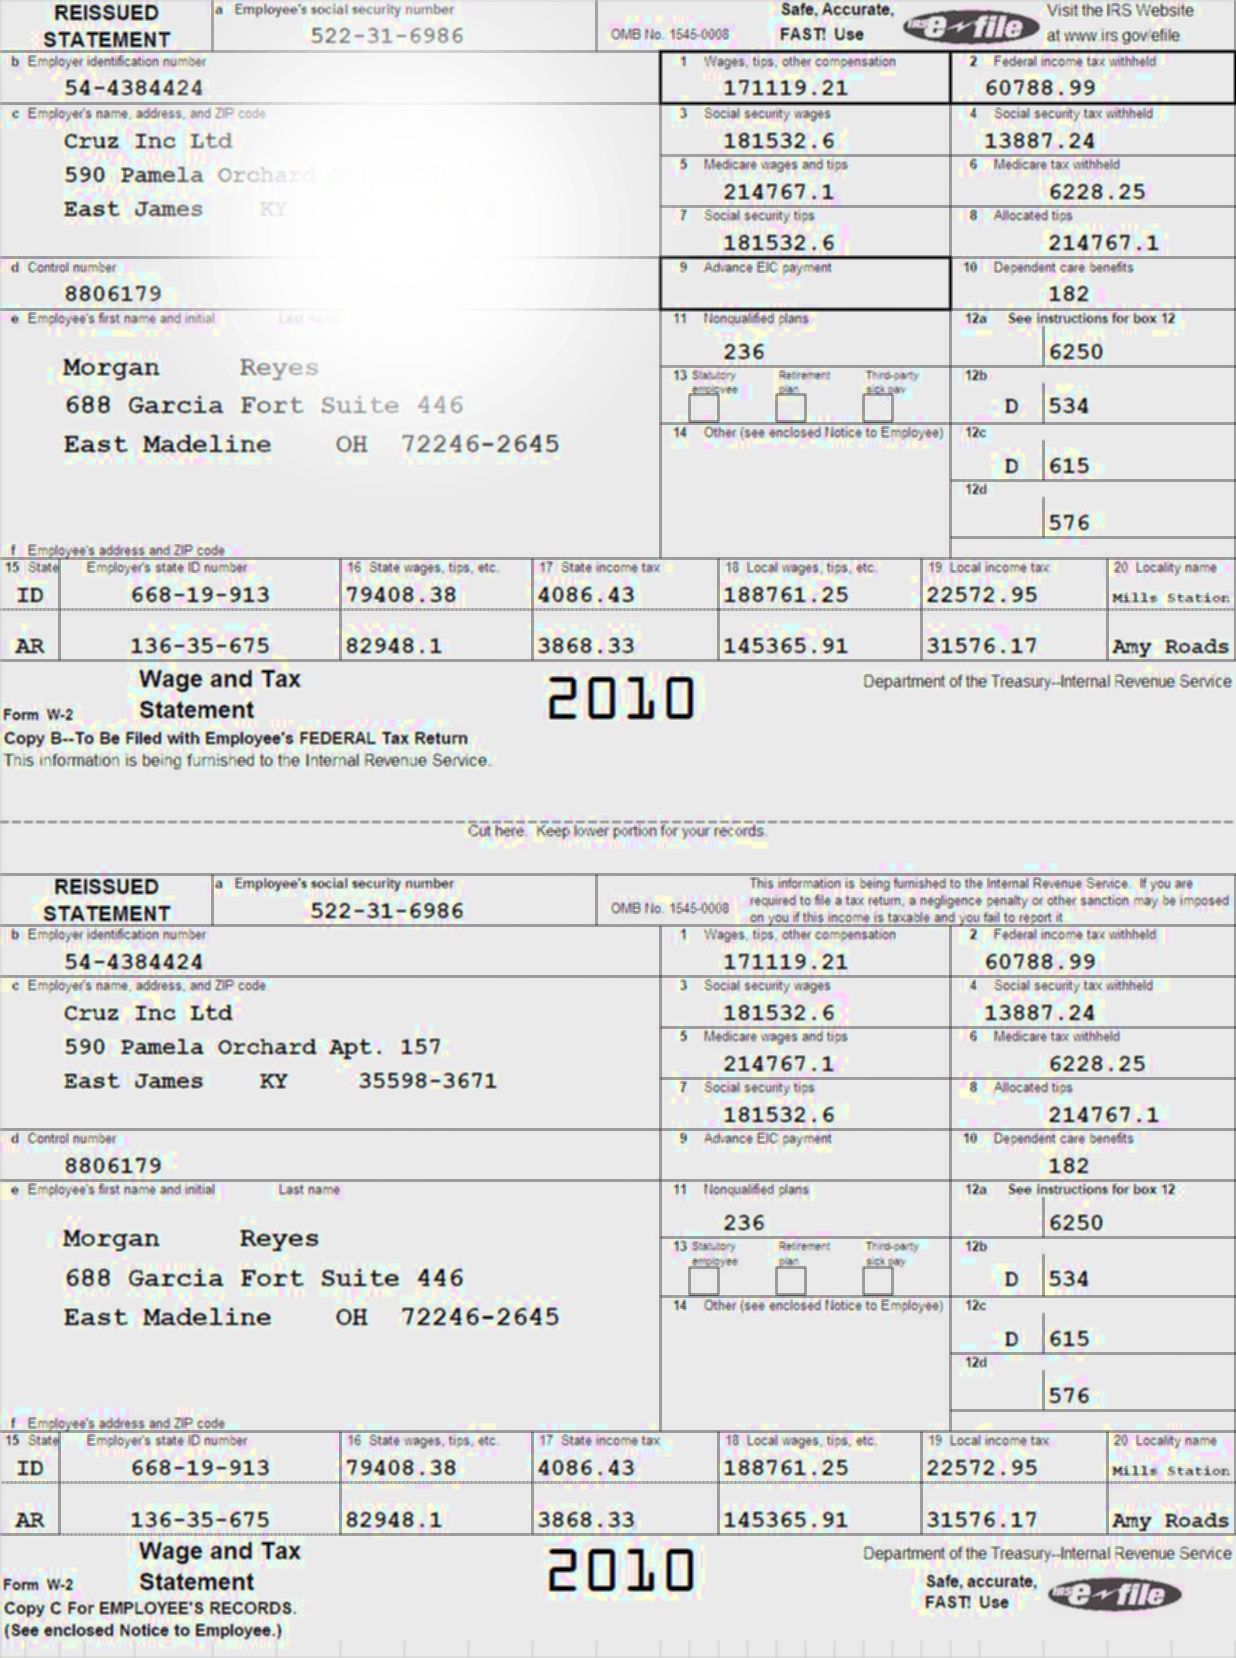 REISSUED STATEMENT a Employee's social security number 522-31-6986 OMB No. 1545-0008 Safe, Accurate, FAST! Use IRS e-file Visit the IRS Website at www.irs.gov/efile
b Employer identification number 1 Wages, tips, other compensation 2 Federal income tax withheld
54-4384424 171119.21 60788.99
c Employer's name, address, and ZIP code 3 Social security wages 4 Social security tax withheld
Cruz Inc Ltd 181532.6 13887.24
5 Medicare wages and tips 6 Medicare tax withheld
590 Pamela Orchard
214767.1 6228.25
East James KY
7 Social security tips 8 Allocated tips
181532.6 214767.1
d Control number 9 Advance EIC payment 10 Dependent care benefits
8806179 182
e Employee's first name and initial Last name 11 Nonqualified plans 12a See instructions for box 12
236 6250
Morgan Reyes
13 Statutory employee Retirement plan Third-party sick pay 12b
688 Garcia Fort Suite 446 D 534
14 Other (see enclosed Notice to Employee) 12c
East Madeline OH 72246-2645
D 615
12d
576
f Employee's address and ZIP code
15 State Employer's state ID number 16 State wages, tips, etc. 17 State income tax 18 Local wages, tips, etc. 19 Local income tax 20 Locality name
ID 668-19-913 79408.38 4086.43 188761.25 22572.95 Mills Station
AR 136-35-675 82948.1 3868.33 145365.91 31576.17 Amy Roads
Form W-2 Wage and Tax Statement 2010 Department of the Treasury--Internal Revenue Service
Copy B--To Be Filed with Employee's FEDERAL Tax Return
This information is being furnished to the Internal Revenue Service.
Cut here. Keep lower portion for your records.
REISSUED STATEMENT a Employee's social security number 522-31-6986 OMB No. 1545-0008 This information is being furnished to the Internal Revenue Service. If you are required to file a tax return, a negligence penalty or other sanction may be imposed on you if this income is taxable and you fail to report it.
b Employer identification number 1 Wages, tips, other compensation 2 Federal income tax withheld
54-4384424 171119.21 60788.99
c Employer's name, address, and ZIP code 3 Social security wages 4 Social security tax withheld
Cruz Inc Ltd 181532.6 13887.24
5 Medicare wages and tips 6 Medicare tax withheld
590 Pamela Orchard Apt. 157
214767.1 6228.25
East James KY 35598-3671
7 Social security tips 8 Allocated tips
181532.6 214767.1
d Control number 9 Advance EIC payment 10 Dependent care benefits
8806179 182
e Employee's first name and initial Last name 11 Nonqualified plans 12a See instructions for box 12
236 6250
Morgan Reyes
13 Statutory employee Retirement plan Third-party sick pay 12b
688 Garcia Fort Suite 446 D 534
14 Other (see enclosed Notice to Employee) 12c
East Madeline OH 72246-2645
D 615
12d
576
f Employee's address and ZIP code
15 State Employer's state ID number 16 State wages, tips, etc. 17 State income tax 18 Local wages, tips, etc. 19 Local income tax 20 Locality name
ID 668-19-913 79408.38 4086.43 188761.25 22572.95 Mills Station
AR 136-35-675 82948.1 3868.33 145365.91 31576.17 Amy Roads
Form W-2 Wage and Tax Statement 2010 Department of the Treasury--Internal Revenue Service
Safe, accurate, FAST! Use IRS e-file
Copy C For EMPLOYEE'S RECORDS.
(See enclosed Notice to Employee.)